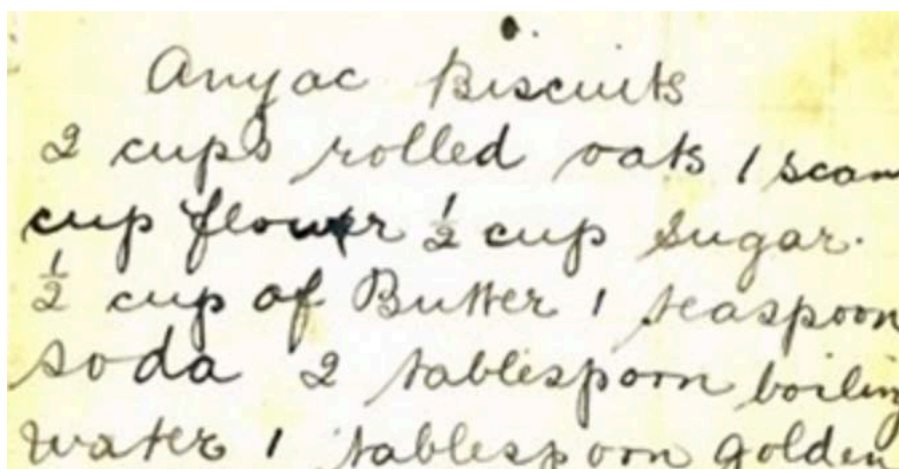 Anzac Biscuits
2 cups rolled oats 1 scan
cup flour ½ cup sugar.
½ cup of Butter 1 teaspoon
soda 2 tablespoon boiling
water 1 tablespoon golden